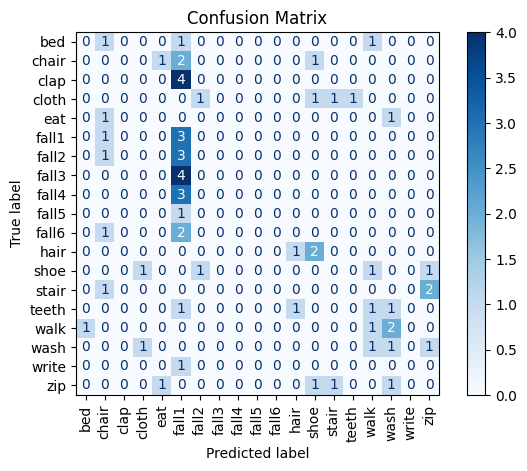 Confusion Matrix
True label
bed 0 1 0 0 0 1 0 0 0 0 0 0 0 0 0 1 0 0 0
chair 0 0 0 0 1 2 0 0 0 0 0 0 1 0 0 0 0 0 0
clap 0 0 0 0 0 4 0 0 0 0 0 0 0 0 0 0 0 0 0
cloth 0 0 0 0 0 0 1 0 0 0 0 0 1 1 1 0 0 0 0
eat 0 1 0 0 0 0 0 0 0 0 0 0 0 0 0 0 1 0 0
fall1 0 1 0 0 0 3 0 0 0 0 0 0 0 0 0 0 0 0 0
fall2 0 1 0 0 0 3 0 0 0 0 0 0 0 0 0 0 0 0 0
fall3 0 0 0 0 0 4 0 0 0 0 0 0 0 0 0 0 0 0 0
fall4 0 0 0 0 0 3 0 0 0 0 0 0 0 0 0 0 0 0 0
fall5 0 0 0 0 0 1 0 0 0 0 0 0 0 0 0 0 0 0 0
fall6 0 1 0 0 0 2 0 0 0 0 0 0 0 0 0 0 0 0 0
hair 0 0 0 0 0 0 0 0 0 0 0 1 2 0 0 0 0 0 0
shoe 0 0 0 1 0 0 1 0 0 0 0 0 0 0 0 1 0 0 1
stair 0 1 0 0 0 0 0 0 0 0 0 0 0 0 0 0 0 0 2
teeth 0 0 0 0 0 1 0 0 0 0 0 1 0 0 0 1 1 0 0
walk 1 0 0 0 0 0 0 0 0 0 0 0 0 0 0 1 2 0 0
wash 0 0 0 1 0 0 0 0 0 0 0 0 0 0 0 1 1 0 1
write 0 0 0 0 0 1 0 0 0 0 0 0 0 0 0 0 0 0 0
zip 0 0 0 0 1 0 0 0 0 0 0 0 1 1 0 0 1 0 0
bed chair clap cloth eat fall1 fall2 fall3 fall4 fall5 fall6 hair shoe stair teeth walk wash write zip
Predicted label
4.0
3.5
3.0
2.5
2.0
1.5
1.0
0.5
0.0